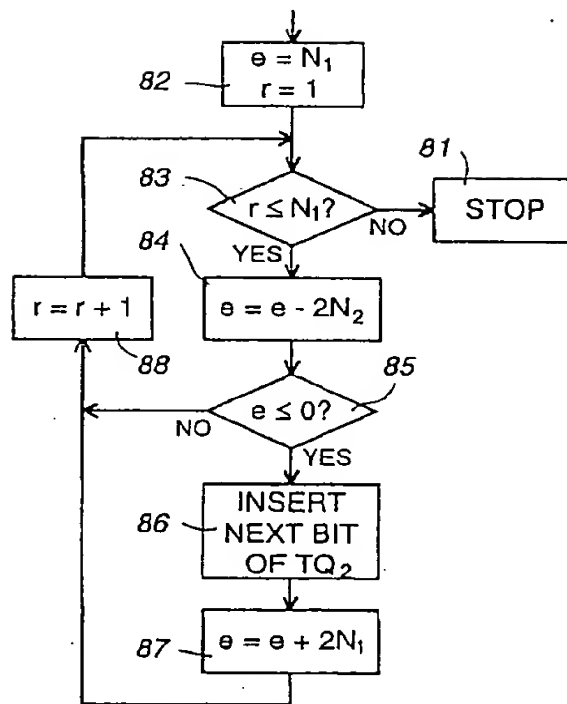 82
e = N₁
r = 1
83
r ≤ N₁?
NO
YES
81
STOP
84
e = e - 2N₂
r = r + 1
88
85
e ≤ 0?
NO
YES
86
INSERT
NEXT BIT
OF TQ₂
87
e = e + 2N₁